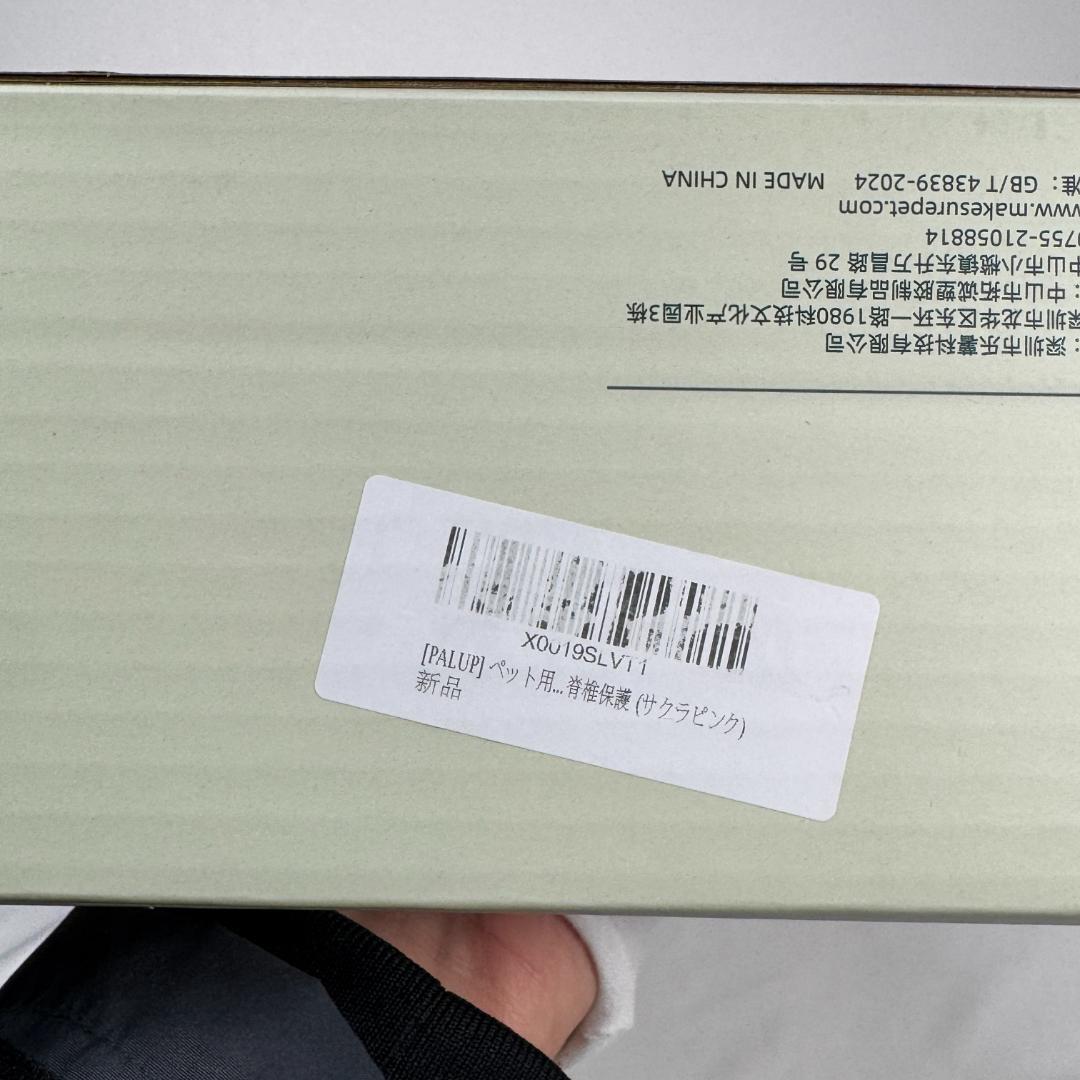 ：深圳市乐薯科技有限公司
深圳市龙华区东环一路1980科技文化产业园3栋
：中山市拓诚塑胶制品有限公司
中山市小榄镇东升万昌路 29 号
0755-21058814
www.makesurepet.com
准：GB/T 43839-2024 MADE IN CHINA
X0019SLVT1
[PALUP] ペット用... 脊椎保護 (サクラピンク)
新品